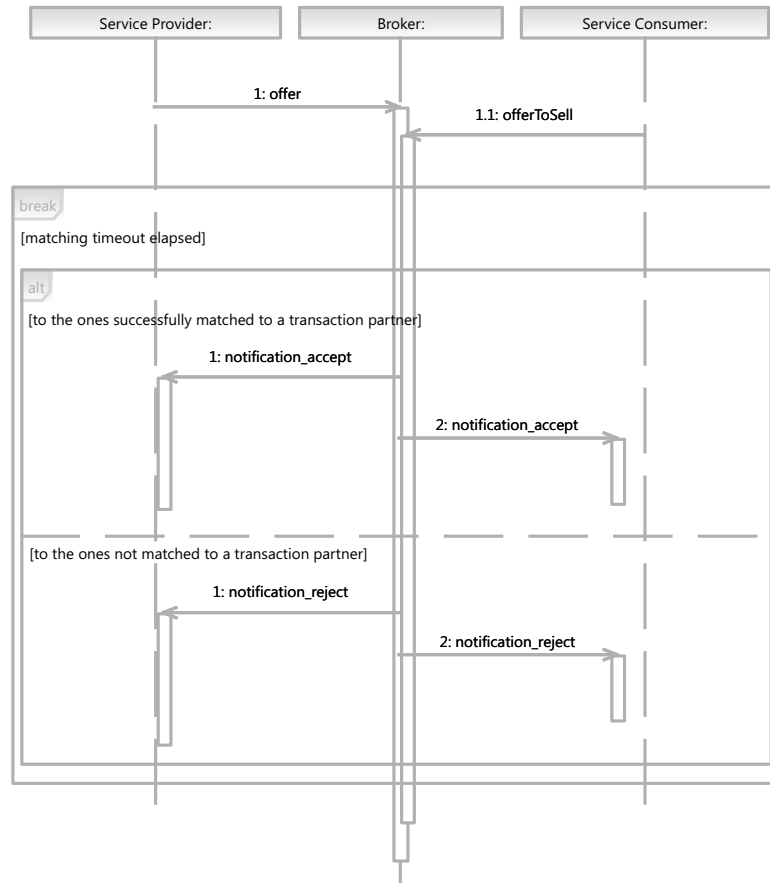 Service Provider:
Broker:
Service Consumer:
1: offer
1.1: offerToSell
break
[matching timeout elapsed]
alt
[to the ones successfully matched to a transaction partner]
1: notification_accept
2: notification_accept
[to the ones not matched to a transaction partner]
1: notification_reject
2: notification_reject